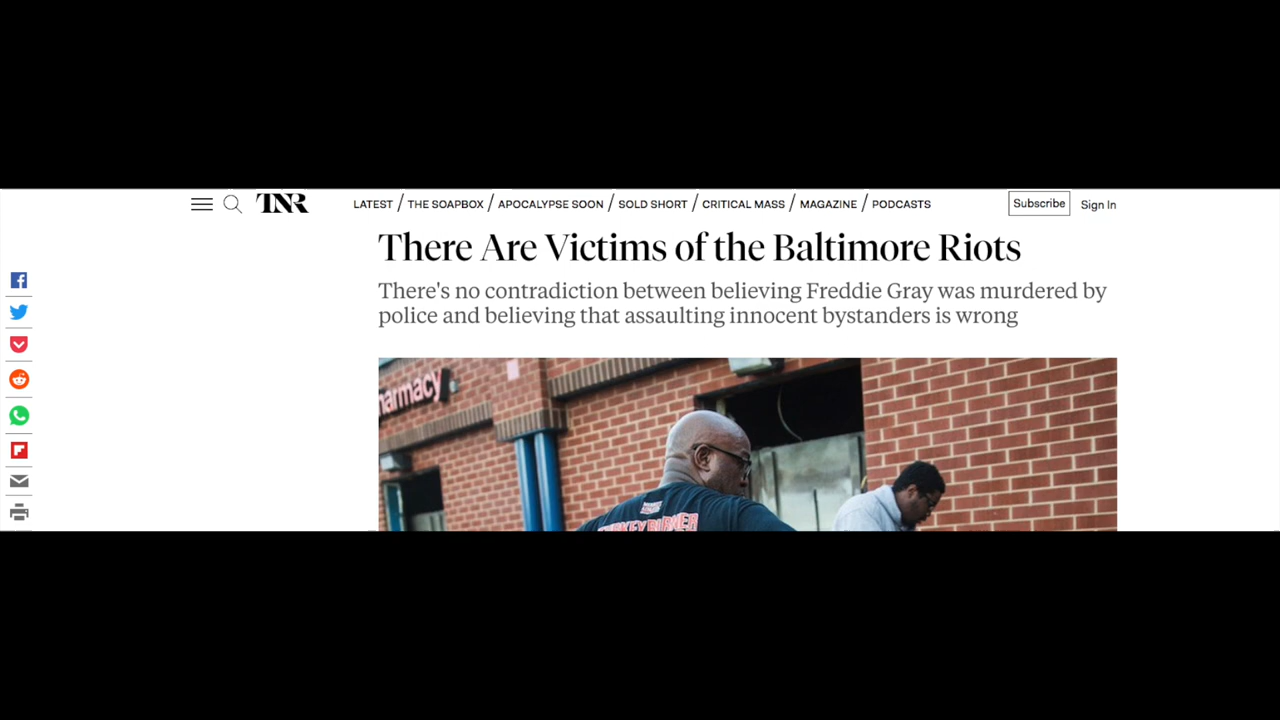 TNR
LATEST / THE SOAPBOX / APOCALYPSE SOON / SOLD SHORT / CRITICAL MASS / MAGAZINE / PODCASTS
Subscribe
Sign In
There Are Victims of the Baltimore Riots
There's no contradiction between believing Freddie Gray was murdered by
police and believing that assaulting innocent bystanders is wrong
armacy